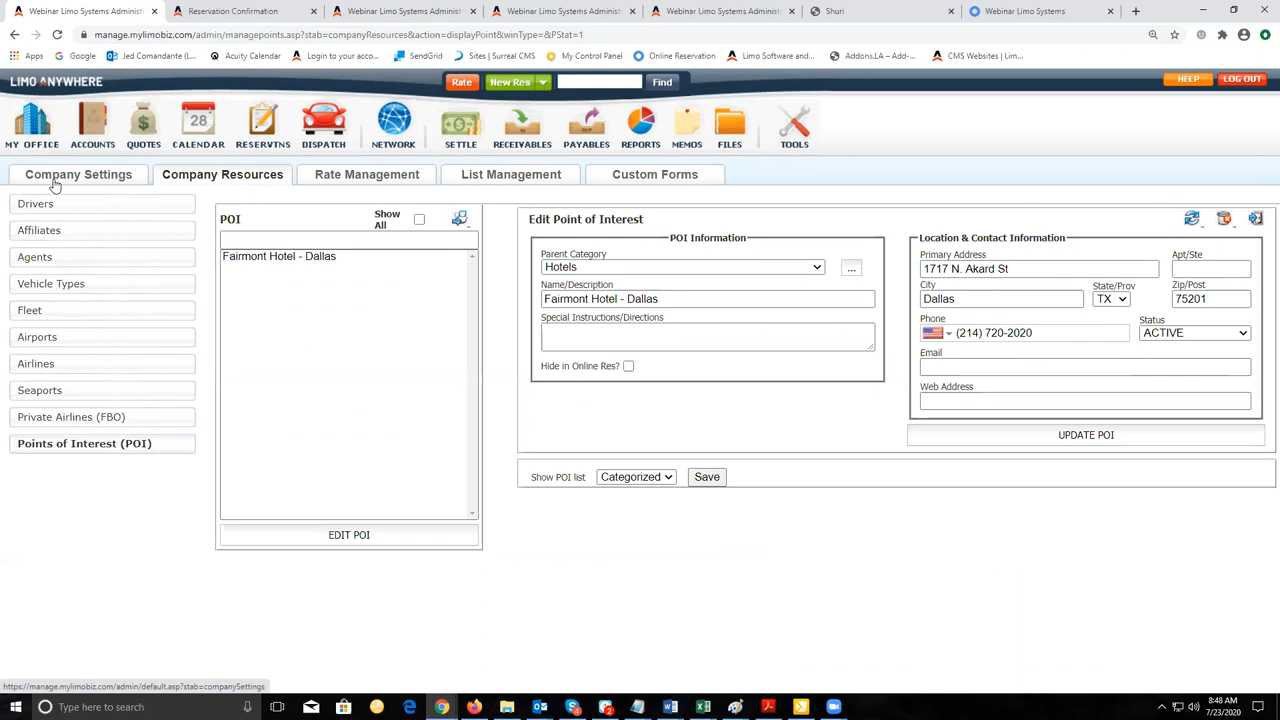 Webinar Limo Systems Administ
Reservation Confirmation
Webinar Limo Systems Administ
Webinar Limo Systems Administ
Webinar Limo Systems Administ
Shuri
Webinar Limo Systems
manage.mylimobiz.com/admin/managepoints.asp?stab=companyResources&action=displayPoint&winType=&PStat=1
Apps
Google
Jed Comandante (L...
Acuity Calendar
Login to your acco...
SendGrid
Sites | Surreal CMS
My Control Panel
Online Reservation
Limo Software and...
Addons.LA – Add-...
CMS Websites | Lim...
LIMO ANYWHERE
Rate
New Res
Find
HELP
LOG OUT
28
MY OFFICE
ACCOUNTS
QUOTES
CALENDAR
RESERVTNS
DISPATCH
NETWORK
SETTLE
RECEIVABLES
PAYABLES
REPORTS
MEMOS
FILES
TOOLS
Company Settings
Company Resources
Rate Management
List Management
Custom Forms
Drivers
Affiliates
Agents
Vehicle Types
Fleet
Airports
Airlines
Seaports
Private Airlines (FBO)
Points of Interest (POI)
POI
Show All
Fairmont Hotel - Dallas
EDIT POI
Edit Point of Interest
POI Information
Parent Category
Hotels
...
Name/Description
Fairmont Hotel - Dallas
Special Instructions/Directions
Hide in Online Res?
Location & Contact Information
Primary Address
Apt/Ste
1717 N. Akard St
City
State/Prov
Zip/Post
Dallas
TX
75201
Phone
Status
(214) 720-2020
ACTIVE
Email
Web Address
UPDATE POI
Show POI list
Categorized
Save
https://manage.mylimobiz.com/admin/default.asp?stab=companySettings
Type here to search
8:48 AM
7/23/2020